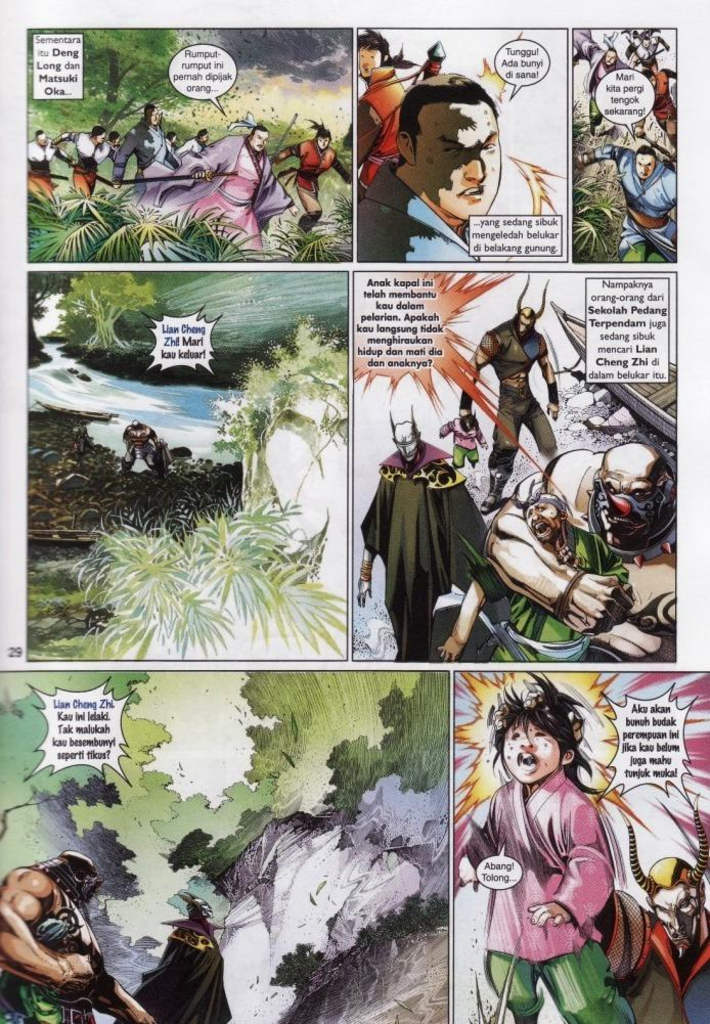 Sementara
itu Deng
Long dan
Matsuki
Oka...
Rumput-
rumput ini
pernah dipijak
orang...
Tunggu!
Ada bunyi
di sana!
...yang sedang sibuk
mengeledah belukar
di belakang gunung.
Mari
kita pergi
tengok
sekarang!
Lian Cheng
Zhi! Mari
kau keluar!
Anak kapal ini
telah membantu
kau dalam
pelarian. Apakah
kau langsung tidak
menghiraukan
hidup dan mati dia
dan anaknya?
Nampaknya
orang-orang dari
Sekolah Pedang
Terpendam juga
sedang sibuk
mencari Lian
Cheng Zhi di
dalam belukar itu.
29
Lian Cheng Zhi.
Kau ini lelaki.
Tak malukah
kau besembunyi
seperti tikus?
Aku akan
bunuh budak
perempuan ini
jika kau belum
juga mahu
tunjuk muka!
Abang!
Tolong...